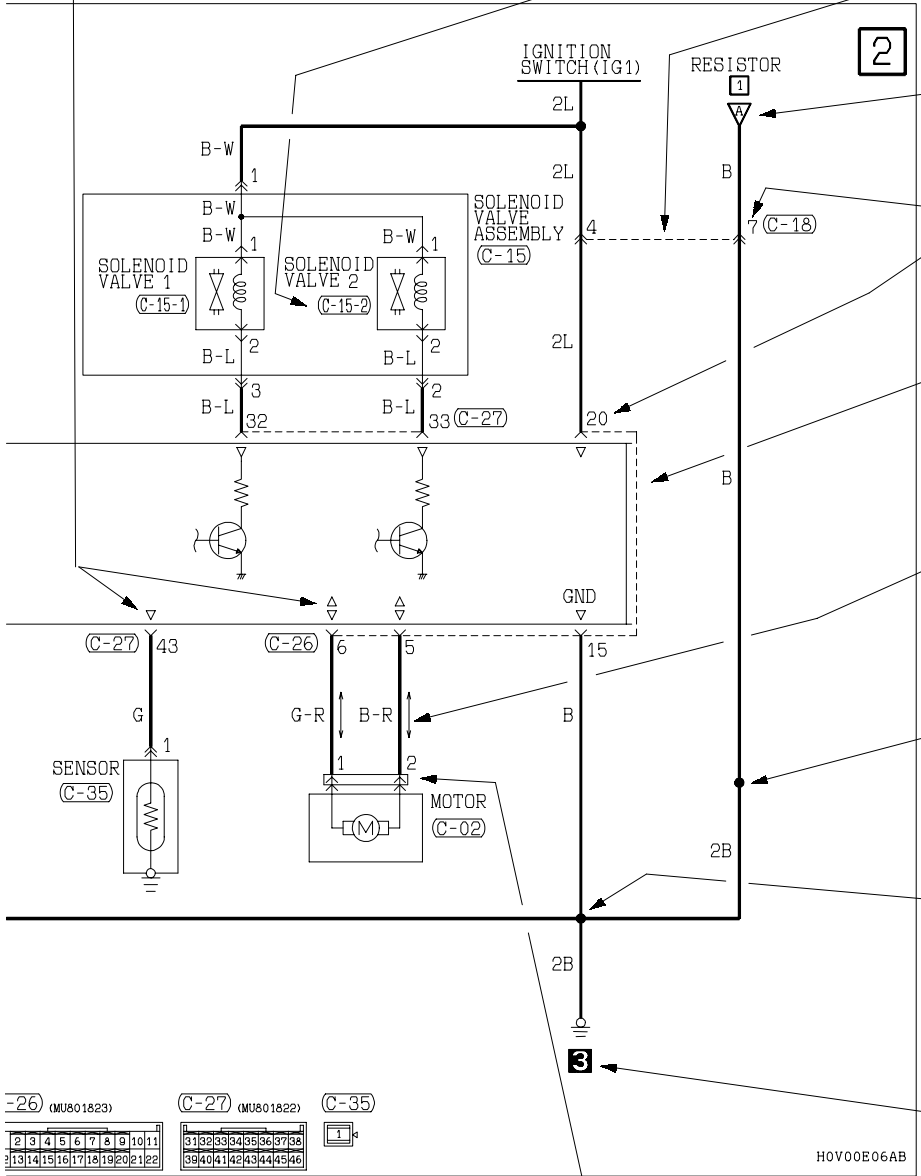 2
IGNITION
SWITCH(IG1)
RESISTOR
1
A
2L
B-W
1
2L
B
B-W
SOLENOID
VALVE
ASSEMBLY
(C-15)
4
7 (C-18)
B-W
B-W
1
1
SOLENOID
VALVE 1
(C-15-1)
SOLENOID
VALVE 2
(C-15-2)
2
2
B-L
B-L
2L
3
2
B-L
B-L
32
33 (C-27)
20
B
GND
(C-27) 43
(C-26) 6
5
15
G
G-R
B-R
B
1
1
2
SENSOR
(C-35)
MOTOR
(C-02)
M
2B
2B
3
-26) (MU801823)
(C-27) (MU801822)
(C-35)
2 3 4 5 6 7 8 9 10 11
2 13 14 15 16 17 18 19 20 21 22
31 32 33 34 35 36 37 38
39 40 41 42 43 44 45 46
1
H0V00E06AB